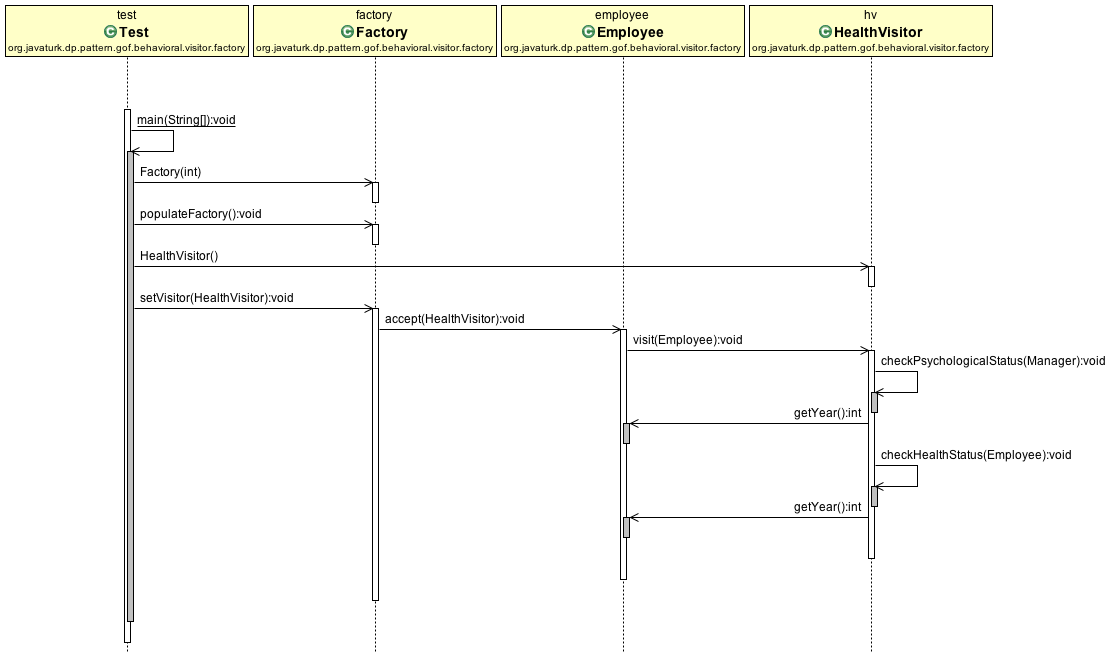 test
C Test
org.javaturk.dp.pattern.gof.behavioral.visitor.factory
factory
C Factory
org.javaturk.dp.pattern.gof.behavioral.visitor.factory
employee
C Employee
org.javaturk.dp.pattern.gof.behavioral.visitor.factory
hv
C HealthVisitor
org.javaturk.dp.pattern.gof.behavioral.visitor.factory
main(String[]):void
Factory(int)
populateFactory():void
HealthVisitor()
setVisitor(HealthVisitor):void
accept(HealthVisitor):void
visit(Employee):void
checkPsychologicalStatus(Manager):void
getYear():int
checkHealthStatus(Employee):void
getYear():int